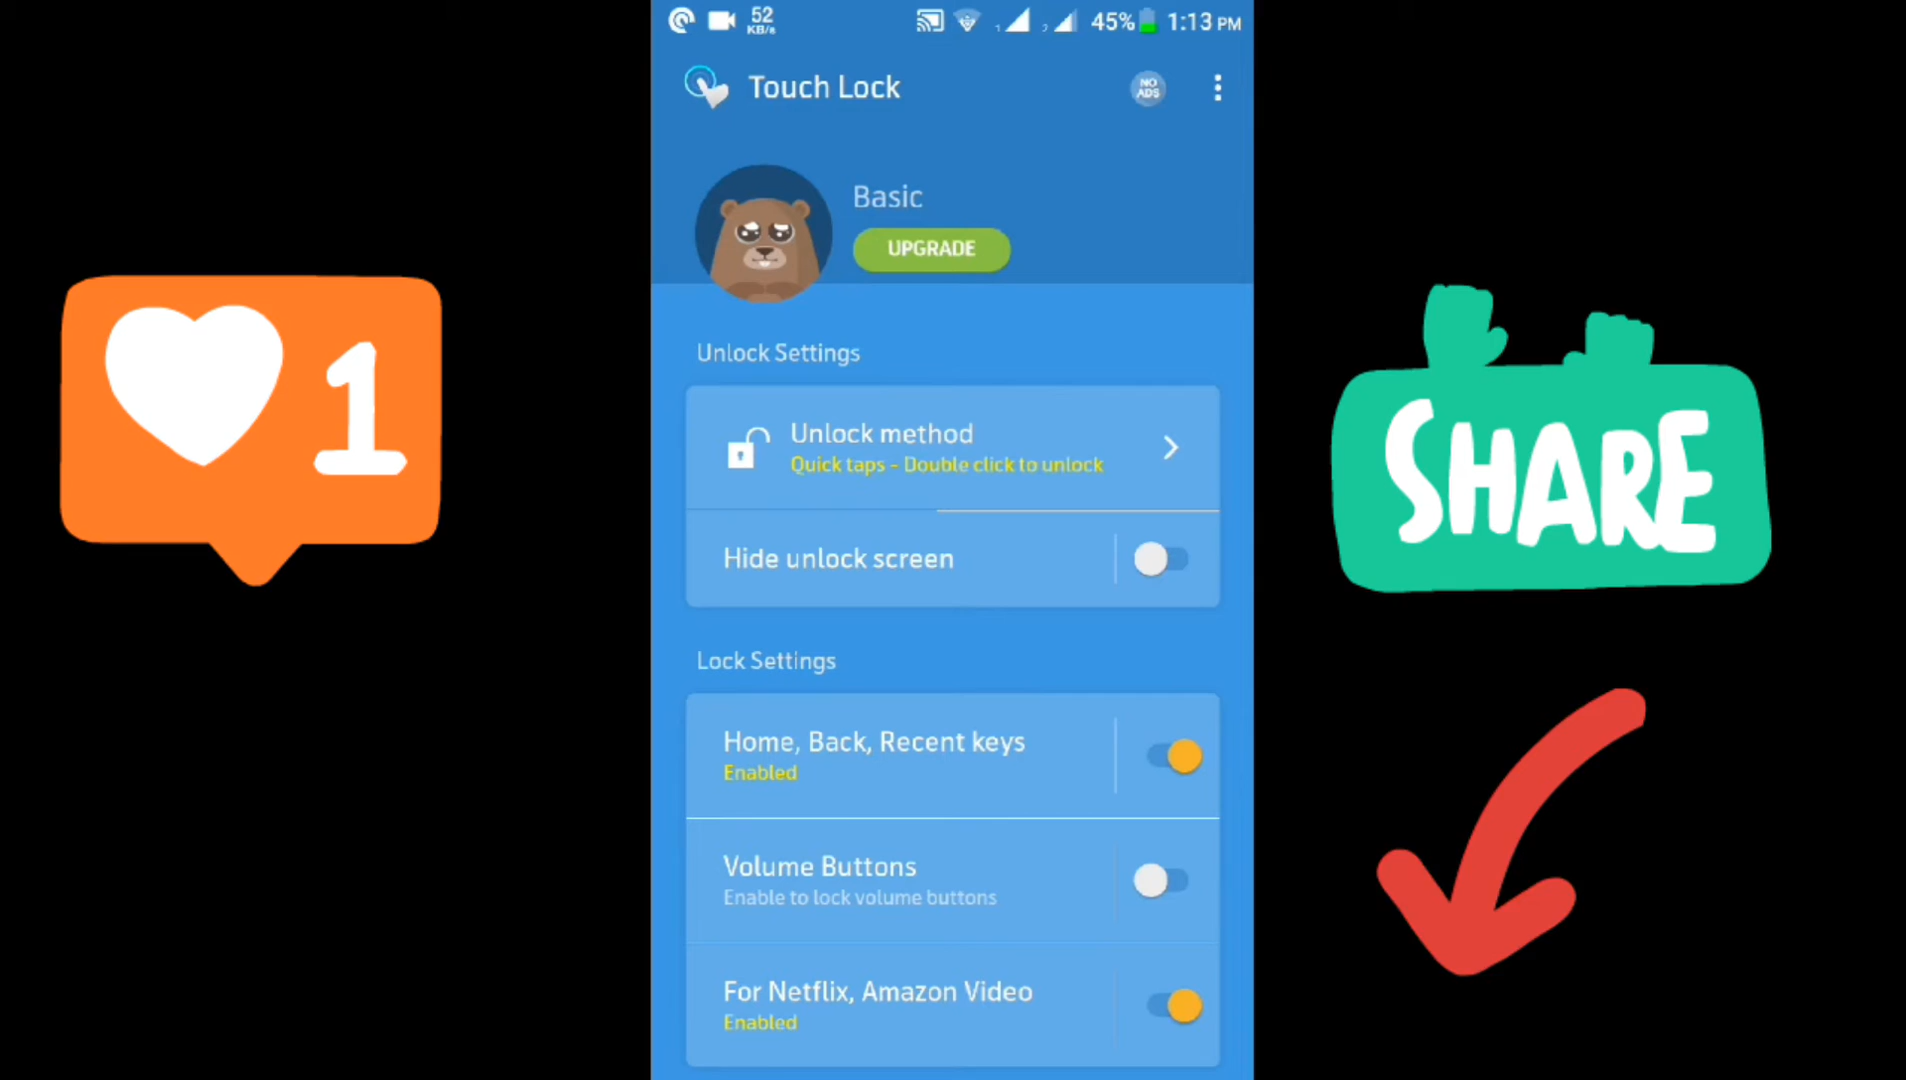 52
KB/s
1
2
45%
1:13 PM
Touch Lock
NO
ADS
Basic
UPGRADE
1
SHARE
Unlock Settings
Unlock method
Quick taps - Double click to unlock
Hide unlock screen
Lock Settings
Home, Back, Recent keys
Enabled
Volume Buttons
Enable to lock volume buttons
For Netflix, Amazon Video
Enabled